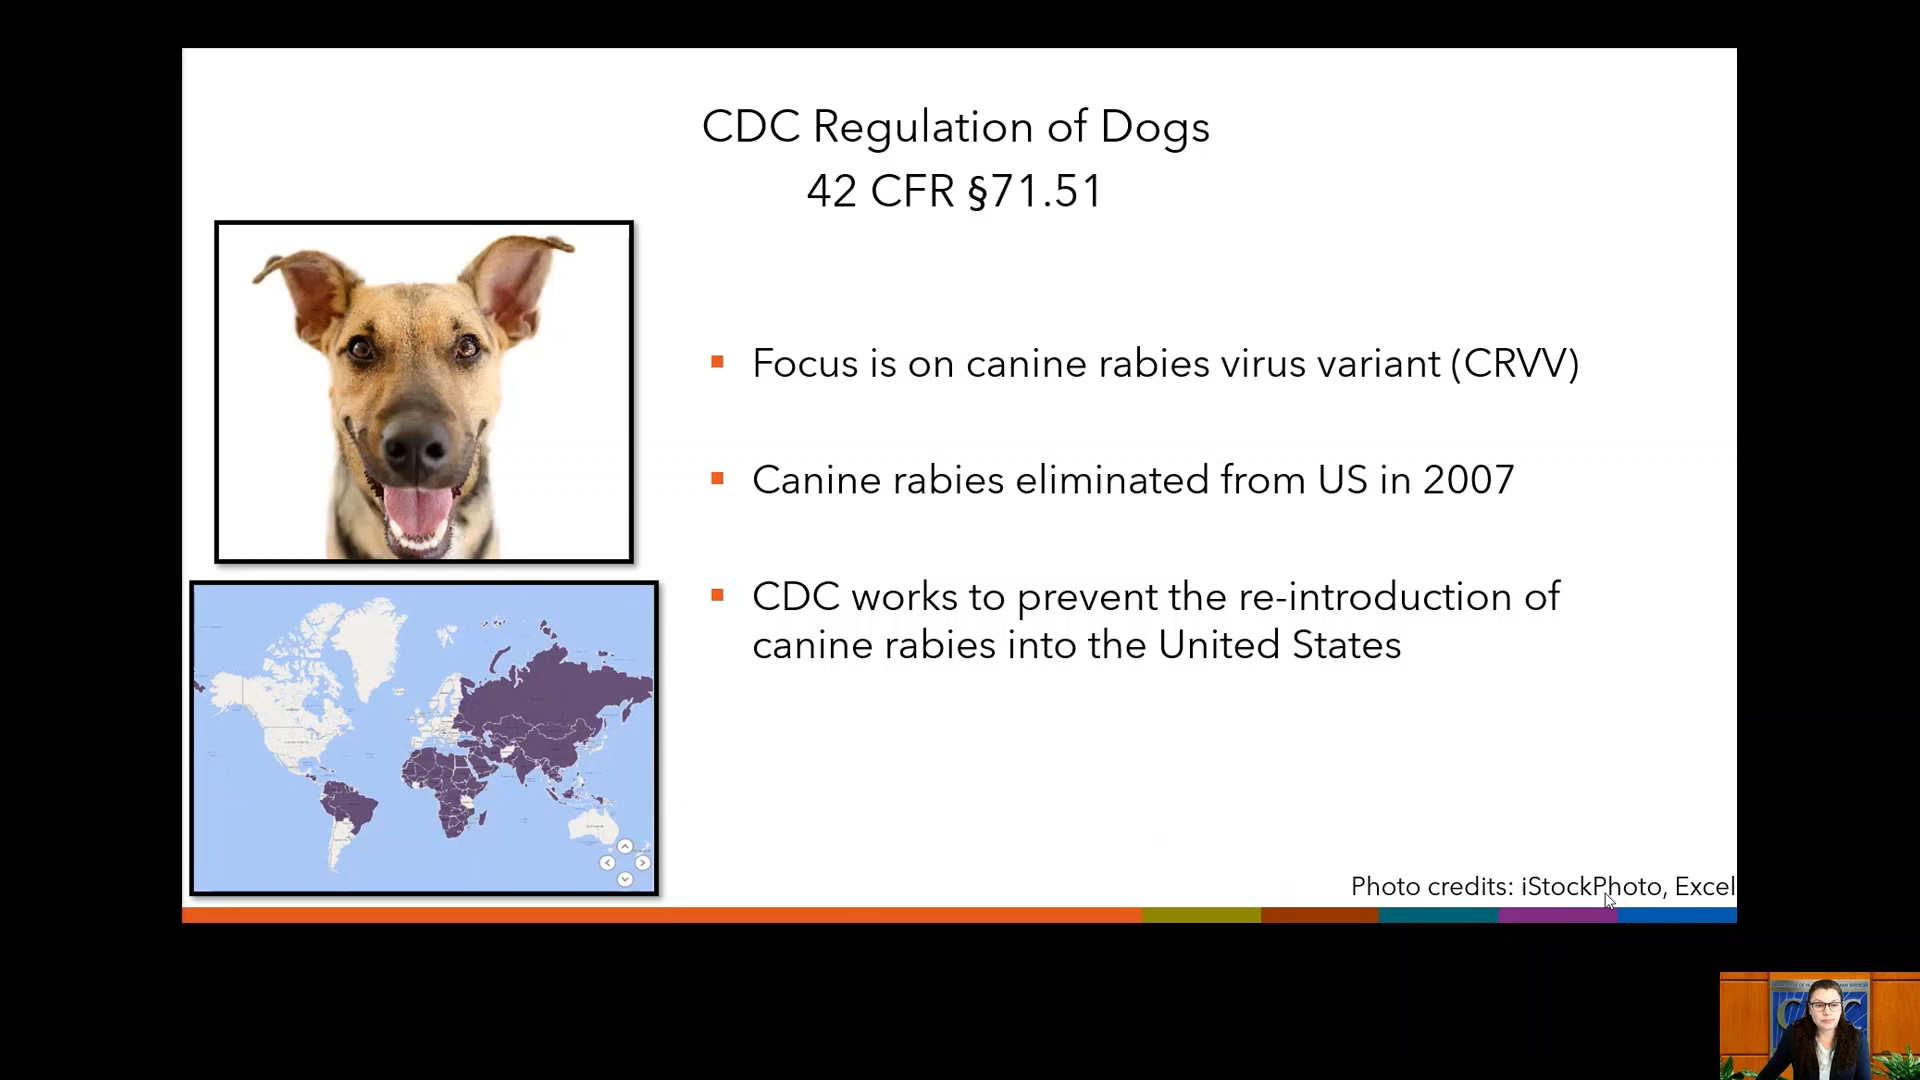 CDC Regulation of Dogs
42 CFR §71.51
Focus is on canine rabies virus variant (CRVV)
Canine rabies eliminated from US in 2007
CDC works to prevent the re-introduction of
canine rabies into the United States
Photo credits: iStockPhoto, Excel